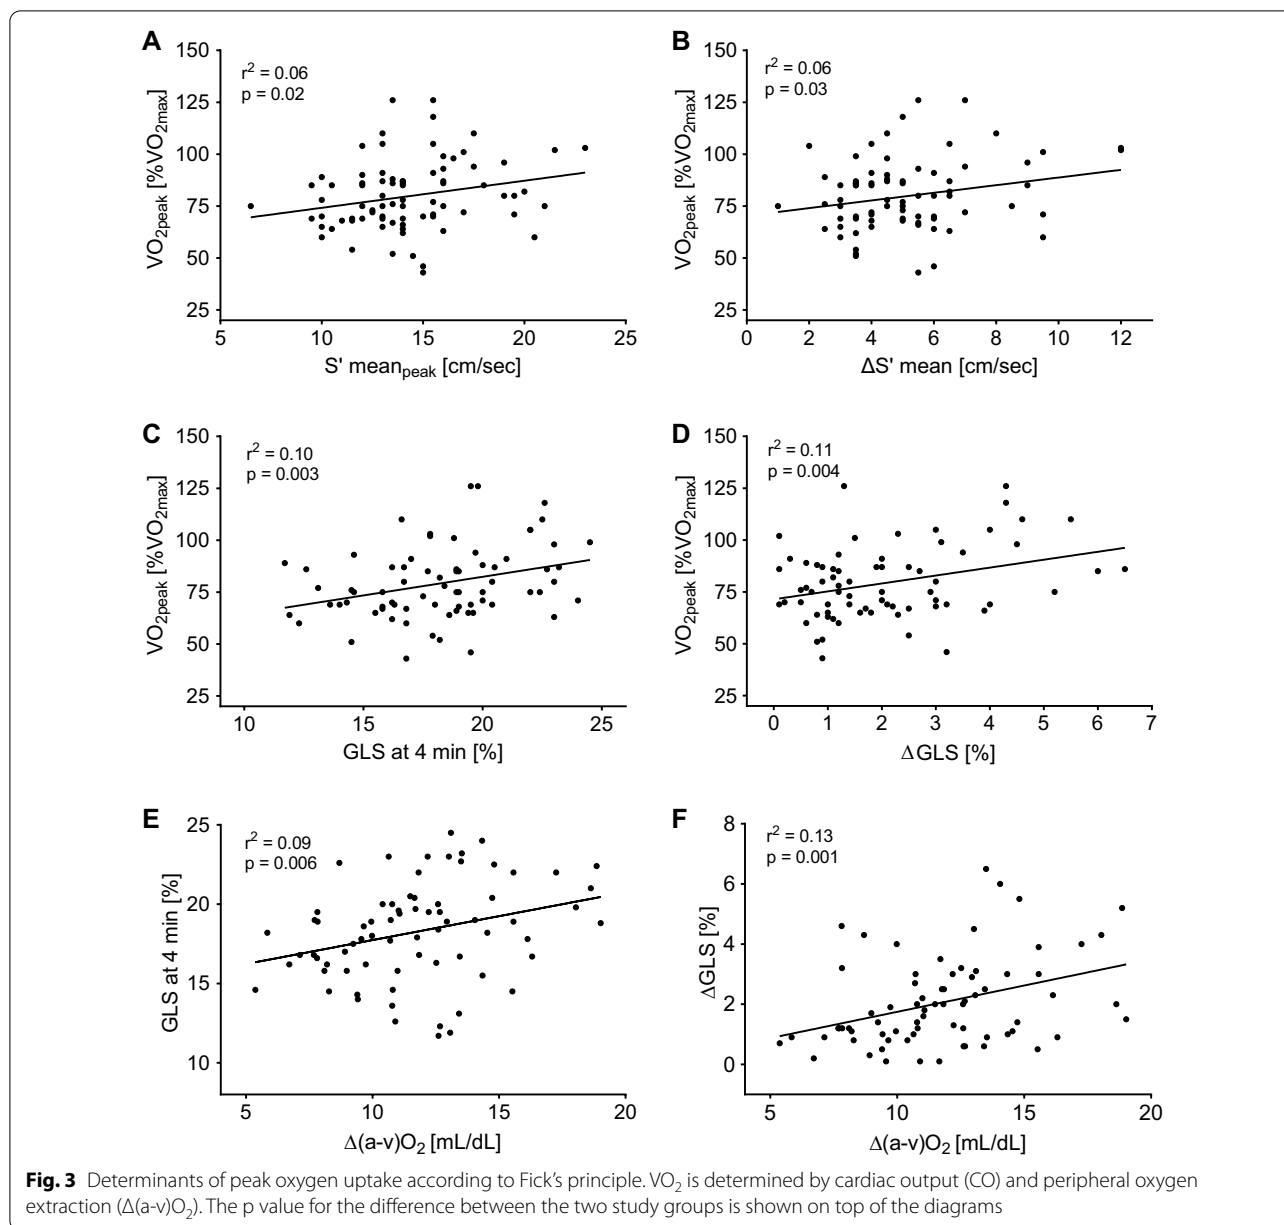 A
150
125
100
75
50
25
VO2peak [%VO2max]
r² = 0.06
p = 0.02
5
10
15
20
25
S' meanpeak [cm/sec]
B
150
125
100
75
50
25
VO2peak [%VO2max]
r² = 0.06
p = 0.03
0
2
4
6
8
10
12
ΔS' mean [cm/sec]
C
150
125
100
75
50
25
VO2peak [%VO2max]
r² = 0.10
p = 0.003
10
15
20
25
GLS at 4 min [%]
D
150
125
100
75
50
25
VO2peak [%VO2max]
r² = 0.11
p = 0.004
0
1
2
3
4
5
6
7
ΔGLS [%]
E
25
20
15
10
GLS at 4 min [%]
r² = 0.09
p = 0.006
5
10
15
20
Δ(a-v)O2 [mL/dL]
F
8
6
4
2
0
ΔGLS [%]
r² = 0.13
p = 0.001
5
10
15
20
Δ(a-v)O2 [mL/dL]
Fig. 3 Determinants of peak oxygen uptake according to Fick's principle. VO2 is determined by cardiac output (CO) and peripheral oxygen
extraction (Δ(a-v)O2). The p value for the difference between the two study groups is shown on top of the diagrams